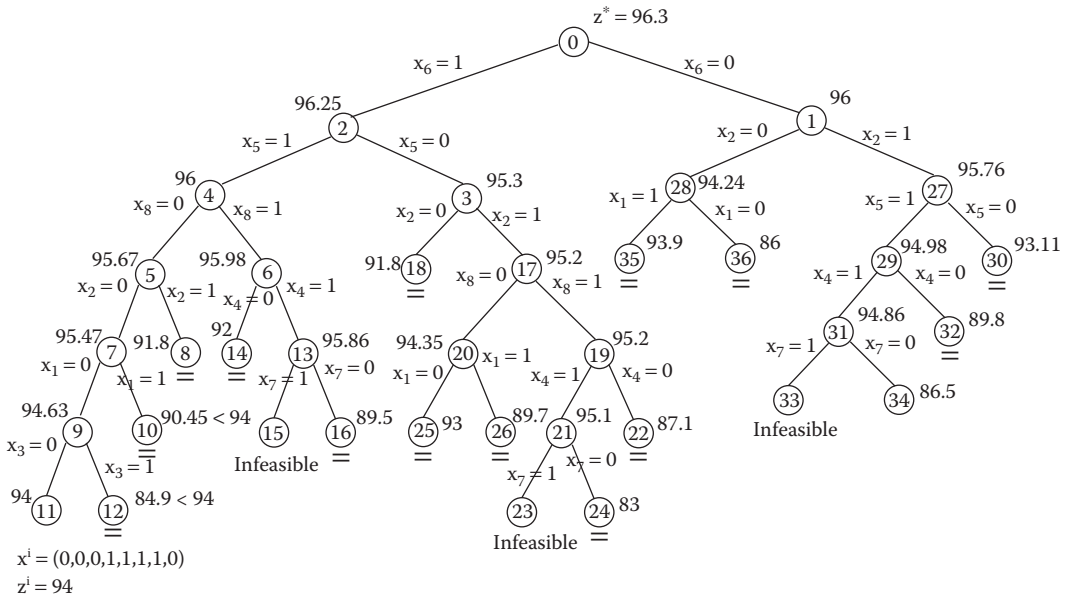 z* = 96.3
0
x₆ = 1
x₆ = 0
96.25
2
96
1
x₅ = 1
x₅ = 0
x₂ = 0
x₂ = 1
96
4
95.3
3
28
94.24
95.76
27
x₈ = 0
x₈ = 1
x₂ = 0
x₂ = 1
x₁ = 1
x₁ = 0
x₅ = 1
x₅ = 0
95.67
5
95.98
6
91.8
18
17
95.2
35
93.9
36
86
29
94.98
30
93.11
x₂ = 0
x₂ = 1
x₄ = 0
x₄ = 1
x₈ = 0
x₈ = 1
x₄ = 1
x₄ = 0
95.47
7
91.8
8
92
14
13
95.86
94.35
20
19
95.2
31
94.86
32
89.8
x₁ = 0
x₁ = 1
x₇ = 1
x₇ = 0
x₁ = 0
x₁ = 1
x₄ = 1
x₄ = 0
x₇ = 1
x₇ = 0
94.63
9
10
90.45 < 94
15
16
89.5
25
93
26
89.7
21
95.1
22
87.1
33
34
86.5
Infeasible
Infeasible
x₃ = 0
x₃ = 1
x₇ = 1
x₇ = 0
94
11
12
84.9 < 94
23
24
83
Infeasible
xⁱ = (0,0,0,1,1,1,1,0)
zⁱ = 94